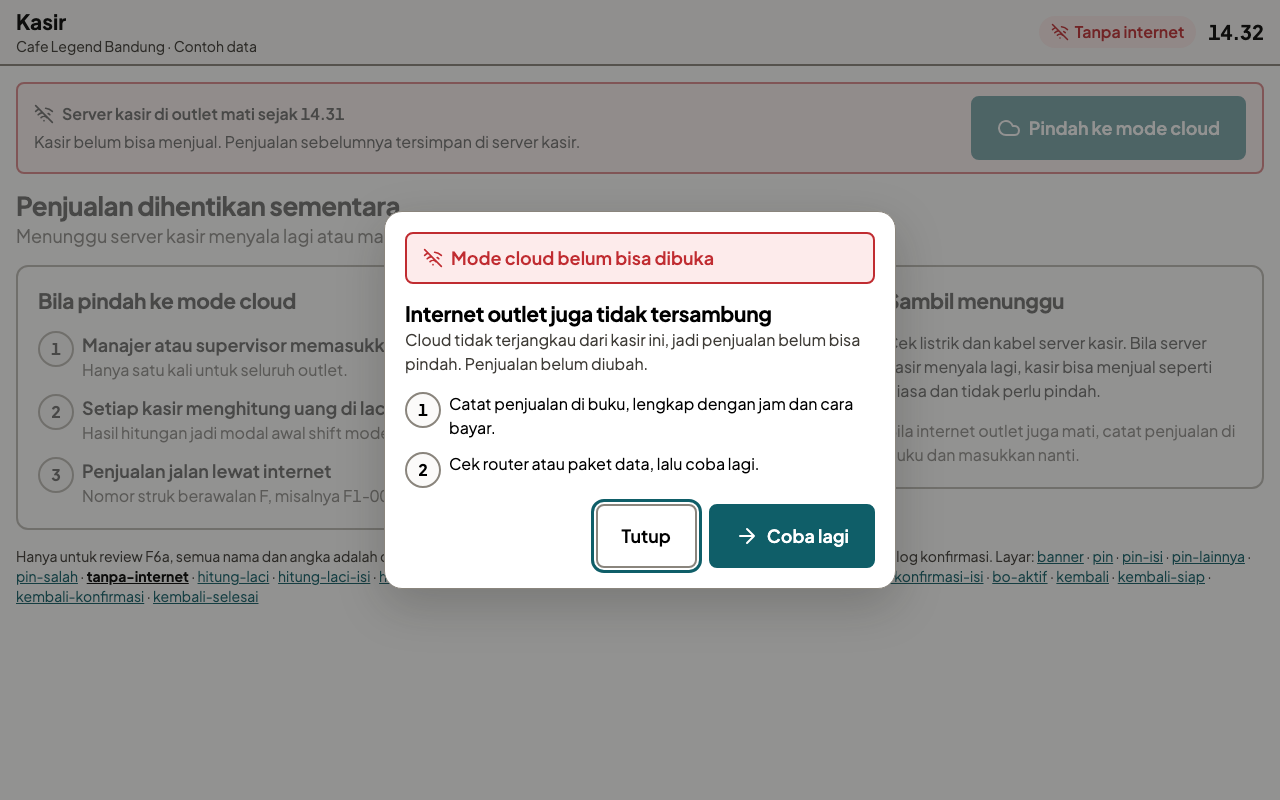 Kasir
Cafe Legend Bandung · Contoh data
Tanpa internet
14.32
Server kasir di outlet mati sejak 14.31
Kasir belum bisa menjual. Penjualan sebelumnya tersimpan di server kasir.
Pindah ke mode cloud
Penjualan dihentikan sementara
Menunggu server kasir menyala lagi atau
Bila pindah ke mode cloud
1
Manajer atau supervisor
Hanya satu kali untuk seluruh outlet.
2
Setiap kasir menghitung uang di
Hasil hitungan jadi modal awal shift
3
Penjualan jalan lewat internet
Nomor struk berawalan F, misalnya
Mode cloud belum bisa dibuka
Internet outlet juga tidak tersambung
Cloud tidak terjangkau dari kasir ini, jadi penjualan belum bisa
pindah. Penjualan belum diubah.
1
Catat penjualan di buku, lengkap dengan jam dan cara
bayar.
2
Cek router atau paket data, lalu coba lagi.
Tutup
Coba lagi
Sambil menunggu
Cek listrik dan kabel server kasir. Bila server
kasir menyala lagi, kasir bisa menjual seperti
biasa dan tidak perlu pindah.
Bila internet outlet juga mati, catat penjualan di
buku dan masukkan nanti.
Hanya untuk review F6a, semua nama dan angka adalah
log konfirmasi. Layar: banner · pin · pin-isi · pin-lainnya ·
pin-salah · tanpa-internet · hitung-laci · hitung-laci-isi ·
konfirmasi-isi · bo-aktif · kembali · kembali-siap ·
kembali-konfirmasi · kembali-selesai